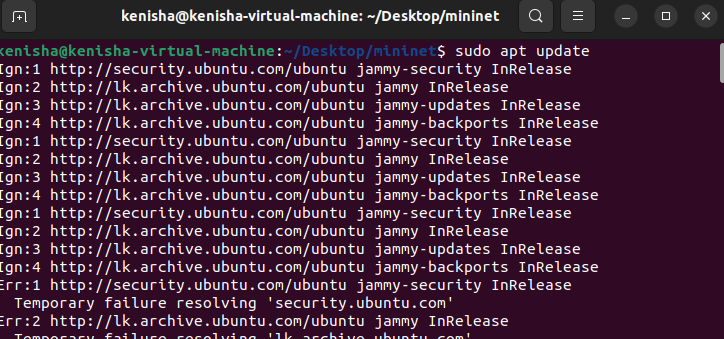 kenisha@kenisha-virtual-machine: ~/Desktop/mininet
kenisha@kenisha-virtual-machine:~/Desktop/mininet$ sudo apt update
Ign:1 http://security.ubuntu.com/ubuntu jammy-security InRelease
Ign:2 http://lk.archive.ubuntu.com/ubuntu jammy InRelease
Ign:3 http://lk.archive.ubuntu.com/ubuntu jammy-updates InRelease
Ign:4 http://lk.archive.ubuntu.com/ubuntu jammy-backports InRelease
Ign:1 http://security.ubuntu.com/ubuntu jammy-security InRelease
Ign:2 http://lk.archive.ubuntu.com/ubuntu jammy InRelease
Ign:3 http://lk.archive.ubuntu.com/ubuntu jammy-updates InRelease
Ign:4 http://lk.archive.ubuntu.com/ubuntu jammy-backports InRelease
Ign:1 http://security.ubuntu.com/ubuntu jammy-security InRelease
Ign:2 http://lk.archive.ubuntu.com/ubuntu jammy InRelease
Ign:3 http://lk.archive.ubuntu.com/ubuntu jammy-updates InRelease
Ign:4 http://lk.archive.ubuntu.com/ubuntu jammy-backports InRelease
Err:1 http://security.ubuntu.com/ubuntu jammy-security InRelease
Temporary failure resolving 'security.ubuntu.com'
Err:2 http://lk.archive.ubuntu.com/ubuntu jammy InRelease
Temporary failure resolving 'lk.archive.ubuntu.com'